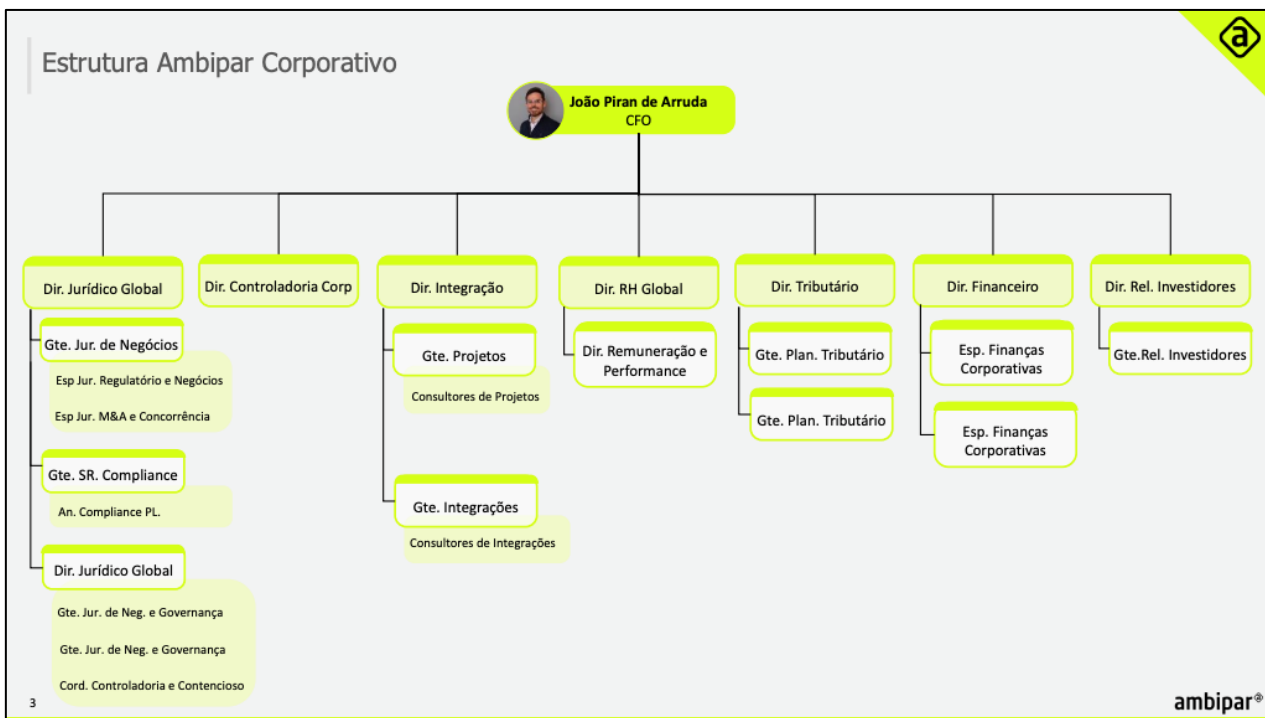 Estrutura Ambipar Corporativo
a
João Piran de Arruda
CFO
Dir. Jurídico Global
Dir. Controladoria Corp
Dir. Integração
Dir. RH Global
Dir. Tributário
Dir. Financeiro
Dir. Rel. Investidores
Gte. Jur. de Negócios
Esp Jur. Regulatório e Negócios
Esp Jur. M&A e Concorrência
Gte. SR. Compliance
An. Compliance PL.
Dir. Jurídico Global
Gte. Jur. de Neg. e Governança
Gte. Jur. de Neg. e Governança
Cord. Controladoria e Contencioso
Gte. Projetos
Consultores de Projetos
Gte. Integrações
Consultores de Integrações
Dir. Remuneração e
Performance
Gte. Plan. Tributário
Gte. Plan. Tributário
Esp. Finanças
Corporativas
Esp. Finanças
Corporativas
Gte.Rel. Investidores
3
ambipar®